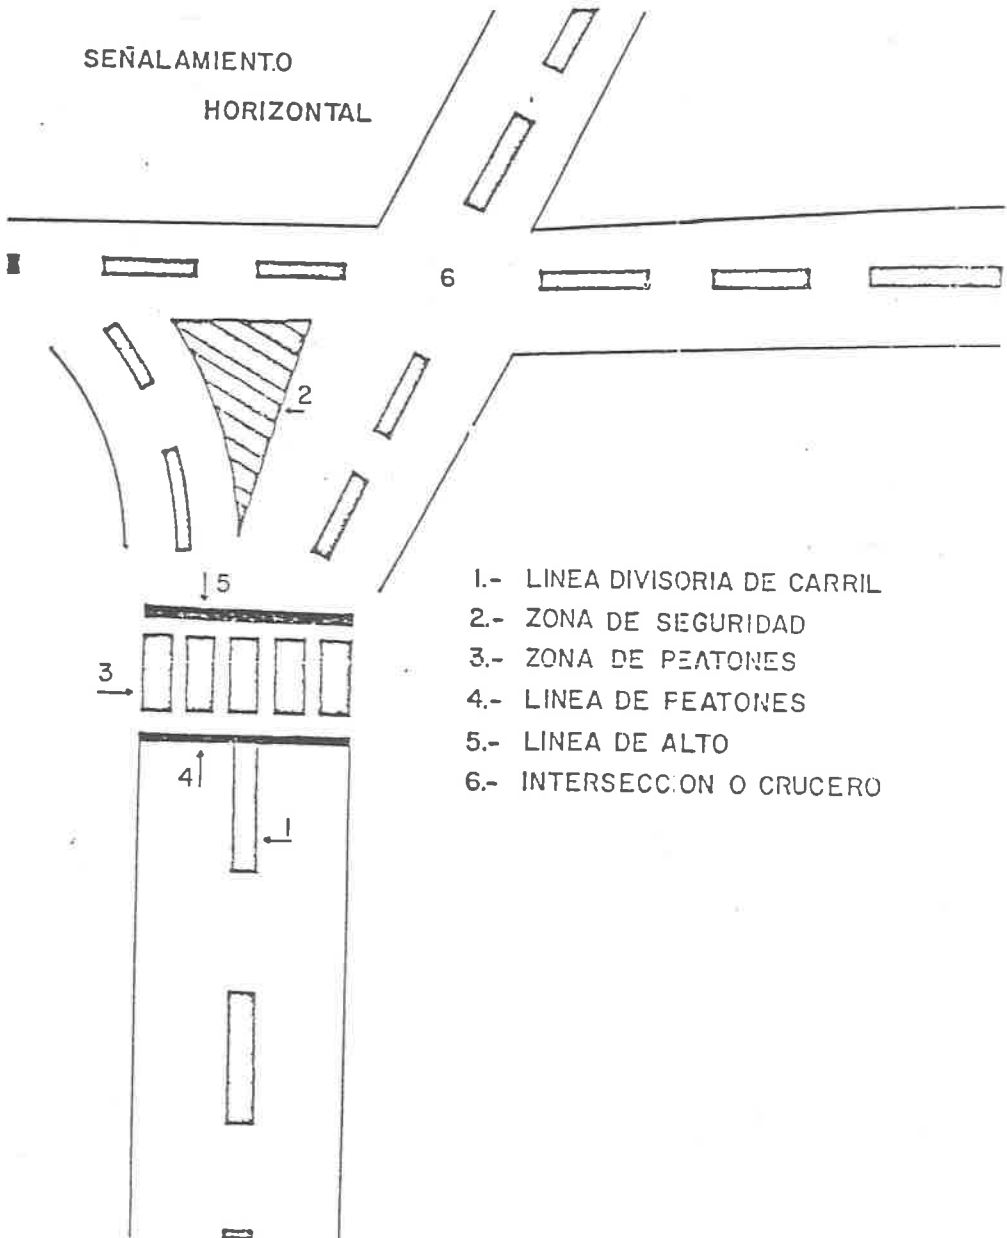 SEÑALAMIENTO
HORIZONTAL
6
2
5
3
4
1
1.- LINEA DIVISORIA DE CARRIL
2.- ZONA DE SEGURIDAD
3.- ZONA DE PEATONES
4.- LINEA DE PEATONES
5.- LINEA DE ALTO
6.- INTERSECCION O CRUCERO